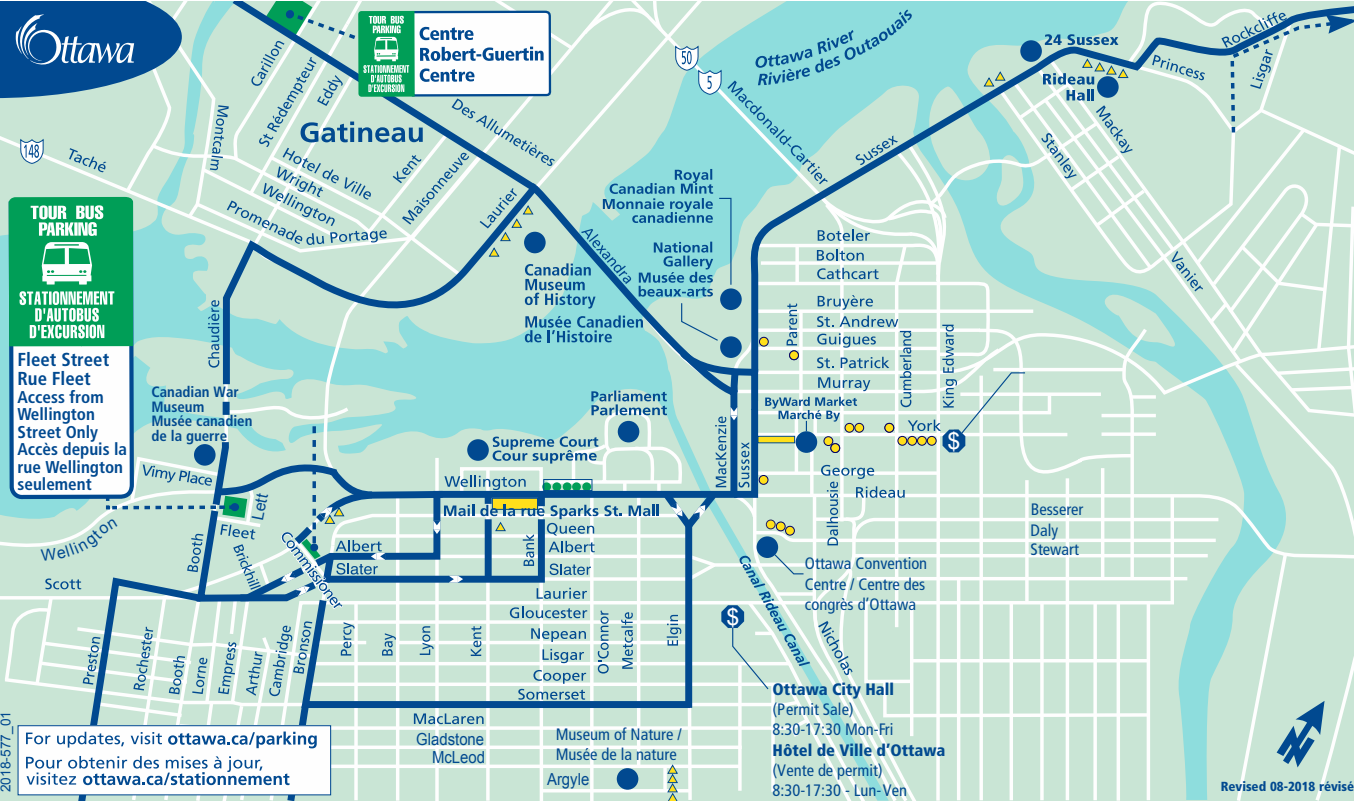 Ottawa
TOUR BUS
PARKING
STATIONNEMENT
D'AUTOBUS
D'EXCURSION
Centre
Robert-Guertin
Centre
50
5
148
Ottawa River
Rivière des Outaouais
24 Sussex
Rideau
Hall
Rockcliffe
Lisgar
Princess
Mackay
Stanley
Vanier
Sussex
Macdonald-Cartier
Carillon
St Rédempteur
Eddy
Montcalm
Taché
Gatineau
Des Allumetières
Hotel de Ville
Wright
Wellington
Promenade du Portage
Kent
Maisonneuve
Laurier
Alexandra
TOUR BUS
PARKING
STATIONNEMENT
D'AUTOBUS
D'EXCURSION
Fleet Street
Rue Fleet
Access from
Wellington
Street Only
Accès depuis la
rue Wellington
seulement
Royal
Canadian Mint
Monnaie royale
canadienne
National
Gallery
Musée des
beaux-arts
Canadian
Museum
of History
Musée Canadien
de l'Histoire
Boteler
Bolton
Cathcart
Bruyère
St. Andrew
Guigues
St. Patrick
Murray
Parent
Cumberland
King Edward
ByWard Market
Marché By
York
$
George
Rideau
Dalhousie
MacKenzie
Sussex
Chaudière
Canadian War
Museum
Musée canadien
de la guerre
Vimy Place
Parliament
Parlement
Supreme Court
Cour suprême
Wellington
Mail de la rue Sparks St. Mall
Queen
Albert
Slater
Bank
Albert
Slater
Lett
Fleet
Wellington
Scott
Booth
Brickhill
Commissioner
Laurier
Gloucester
Nepean
Lisgar
Cooper
Somerset
Preston
Rochester
Booth
Lorne
Empress
Arthur
Cambridge
Bronson
Percy
Bay
Lyon
Kent
O'Connor
Metcalfe
Elgin
Besserer
Daly
Stewart
Ottawa Convention
Centre / Centre des
congrès d'Ottawa
Canal Rideau Canal
Nicholas
$
Ottawa City Hall
(Permit Sale)
8:30-17:30 Mon-Fri
Hôtel de Ville d'Ottawa
(Vente de permit)
8:30-17:30 - Lun- Ven
MacLaren
Gladstone
McLeod
Museum of Nature /
Musée de la nature
Argyle
2018-577_01
For updates, visit ottawa.ca/parking
Pour obtenir des mises à jour,
visitez ottawa.ca/stationnement
Revised 08-2018 révisé